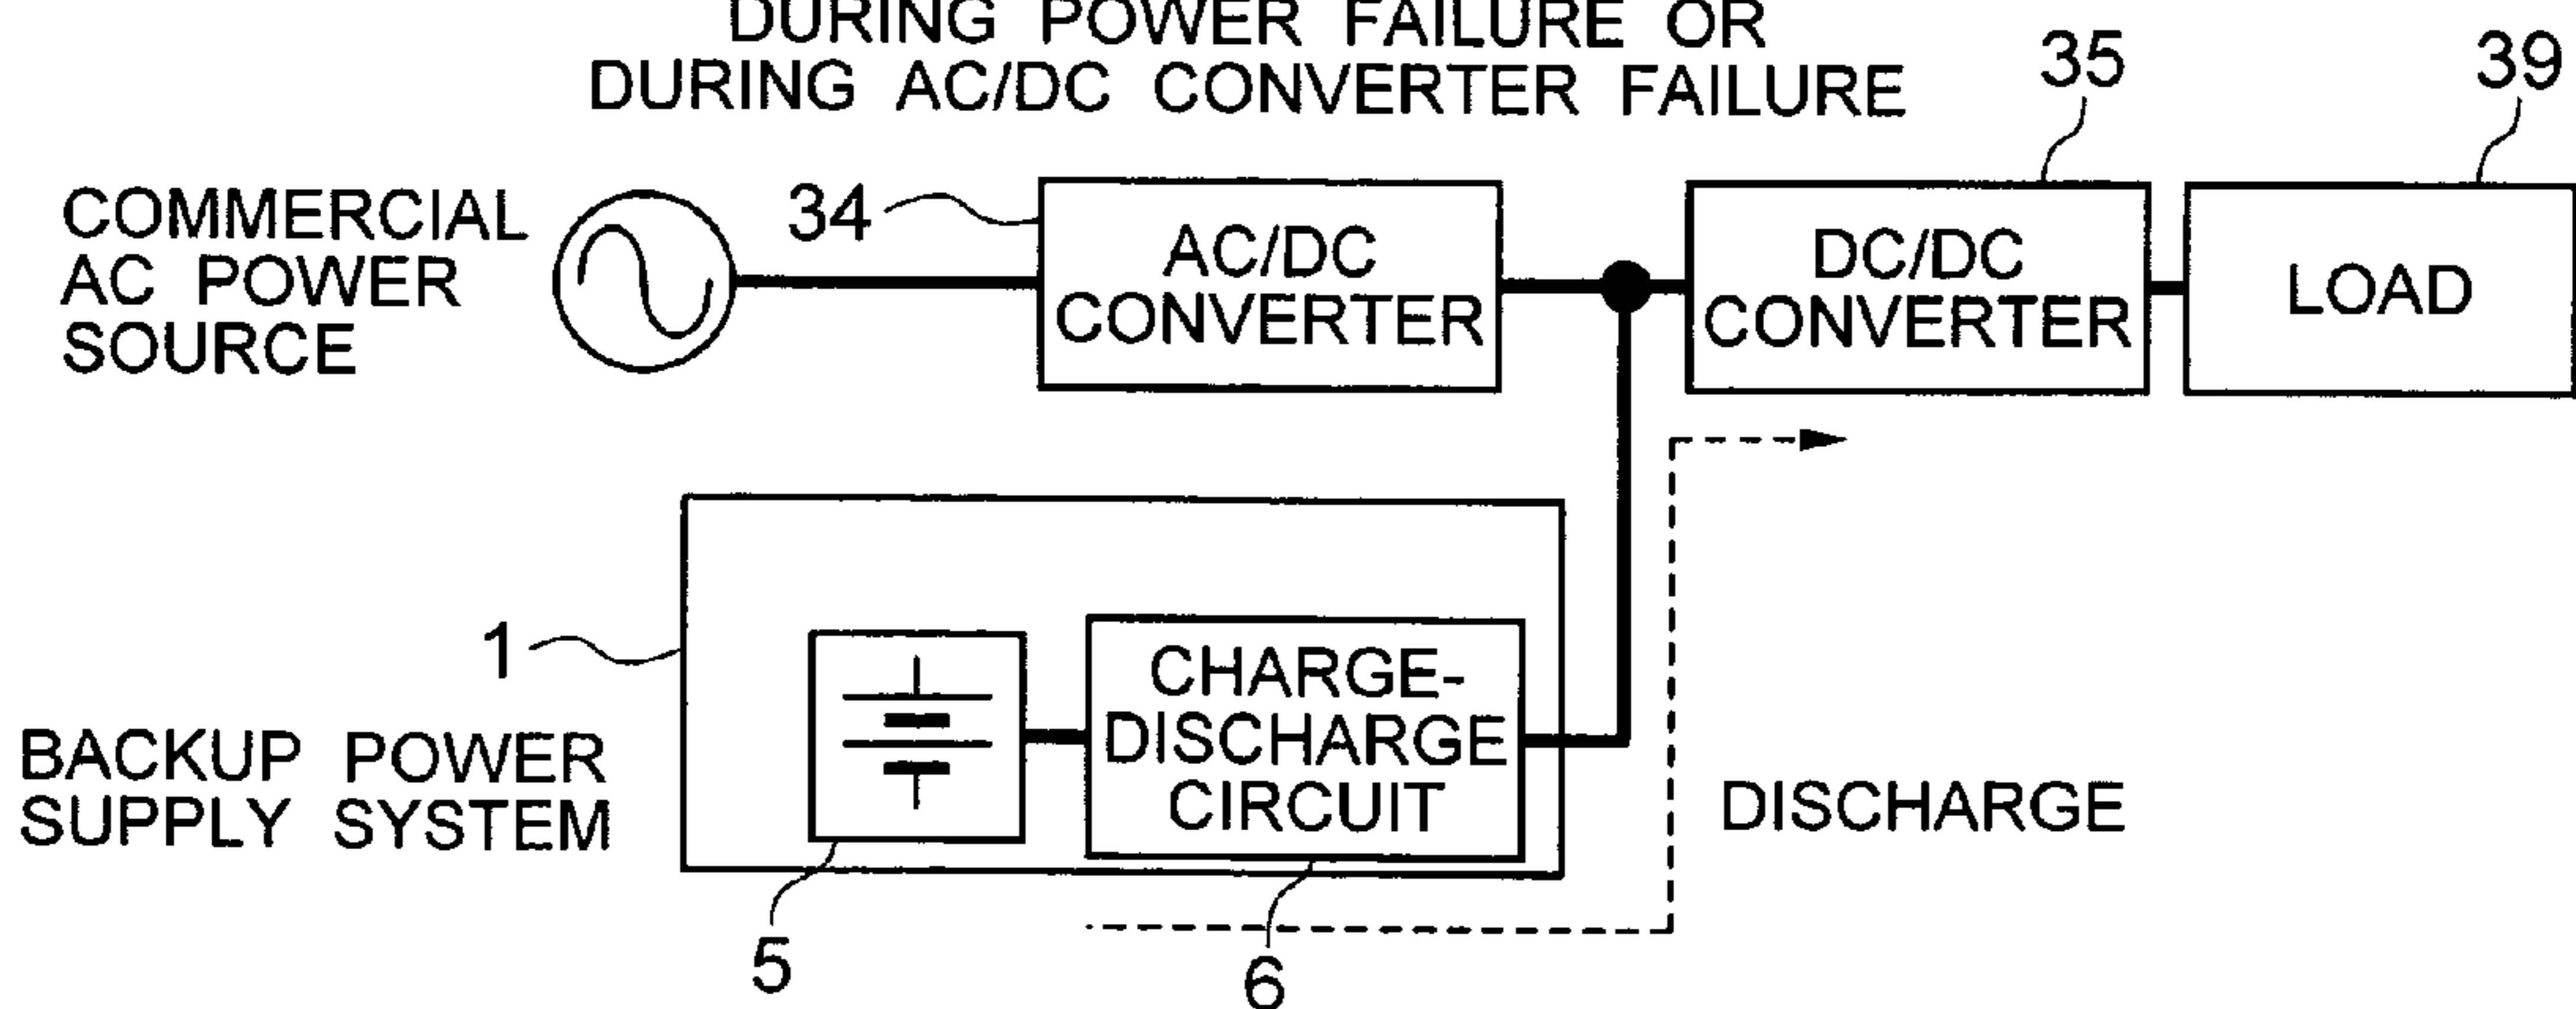 DURING POWER FAILURE OR
DURING AC/DC CONVERTER FAILURE
35
39
COMMERCIAL
AC POWER
SOURCE
34
AC/DC
CONVERTER
DC/DC
CONVERTER
LOAD
1
BACKUP POWER
SUPPLY SYSTEM
CHARGE-
DISCHARGE
CIRCUIT
DISCHARGE
5
6